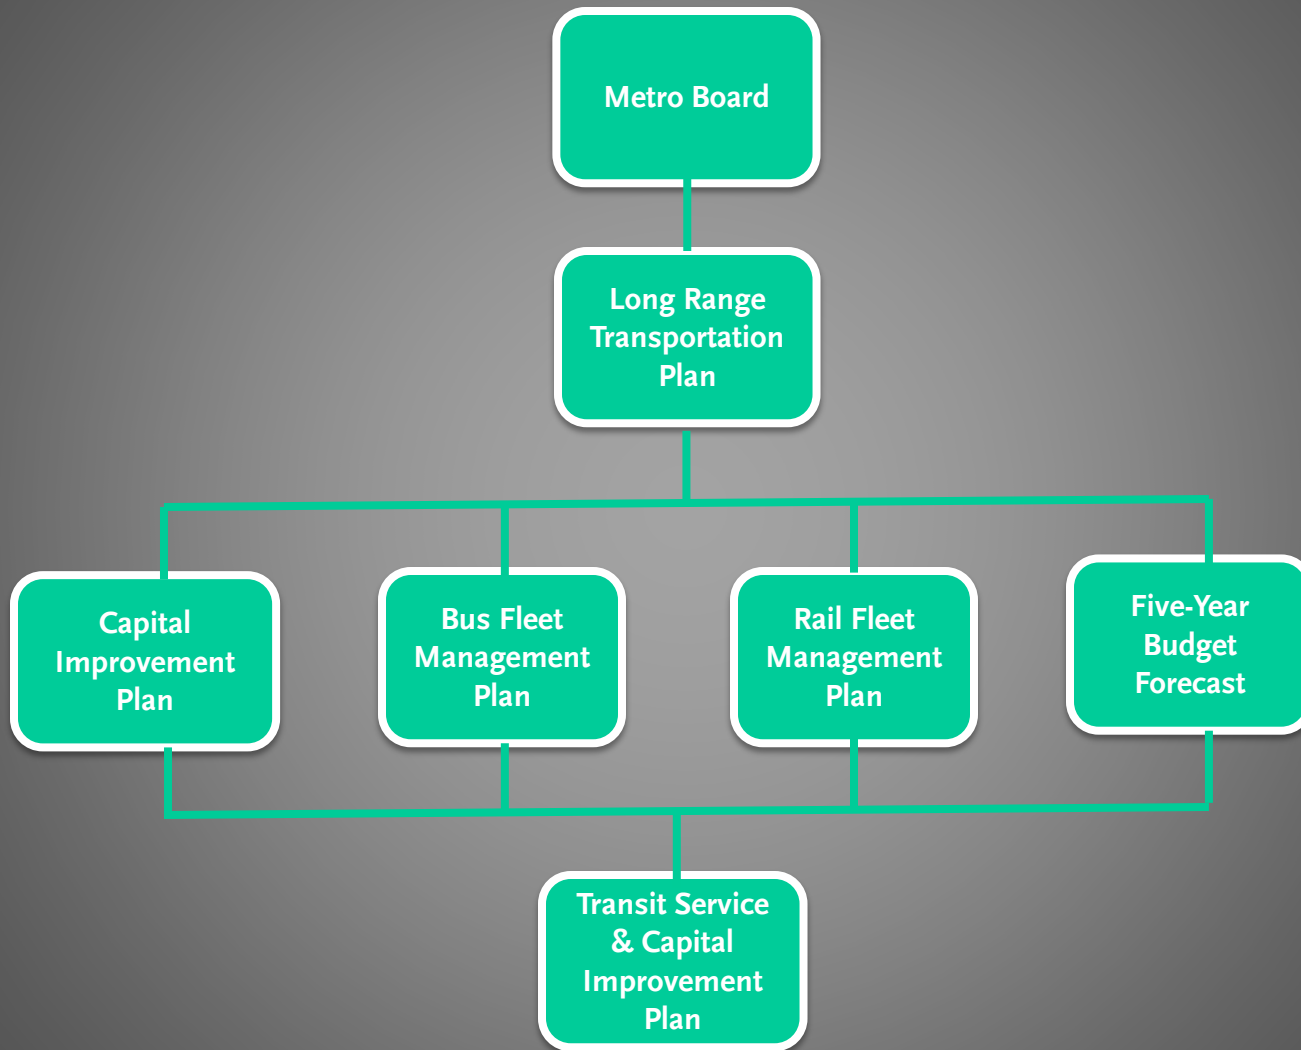 Metro Board
Long Range
Transportation
Plan
Capital
Improvement
Plan
Bus Fleet
Management
Plan
Rail Fleet
Management
Plan
Five-Year
Budget
Forecast
Transit Service
& Capital
Improvement
Plan